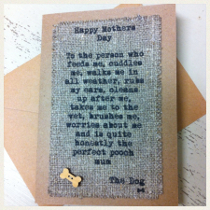 Happy Mothers
Day
To the person who
feeds me, cuddles
me, walks me in
all weather, rubs
my ears, cleans
up after me,
takes me to the
vet, brushes me,
worries about me
and is quite
honestly the
perfect pooch
mum
The Dog